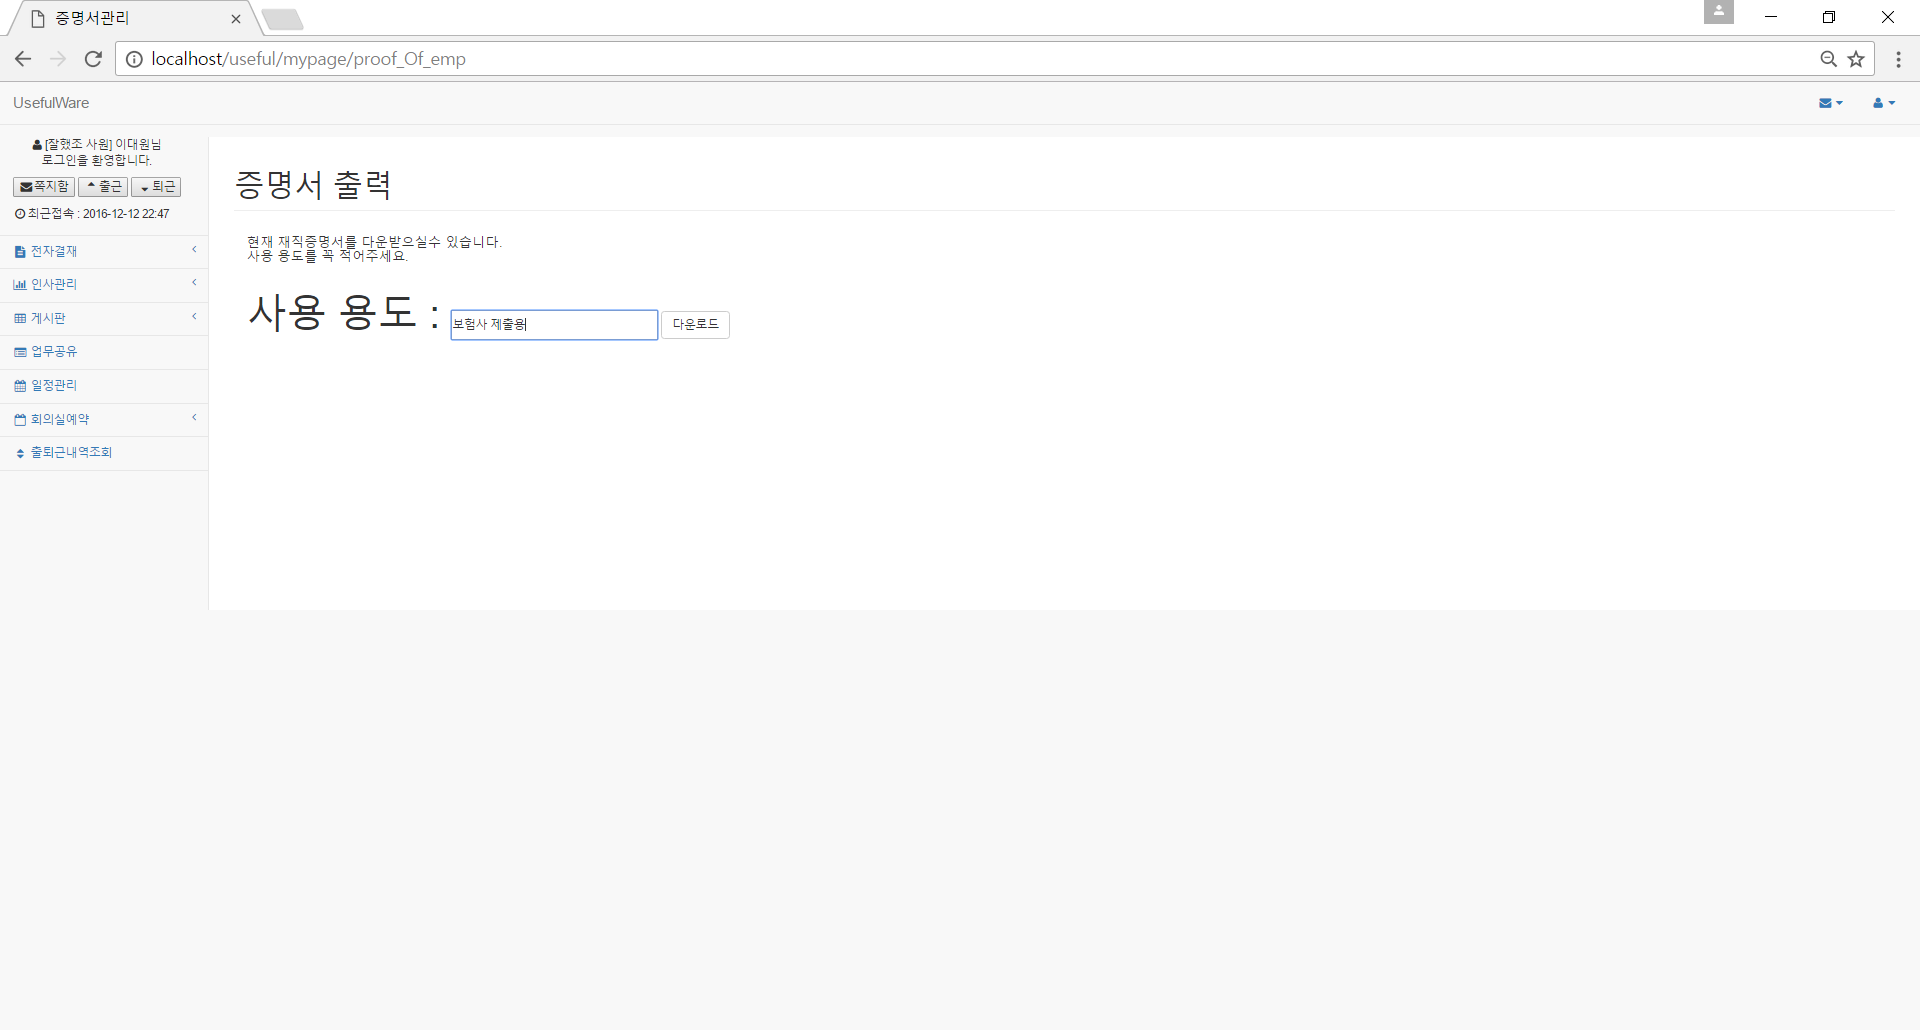 증명서관리
localhost/useful/mypage/proof_Of_emp
UsefulWare
[잘했조 사원] 이대원님
로그인을 환영합니다.
쪽지함 출근 퇴근
최근접속 : 2016-12-12 22:47
전자결재
인사관리
게시판
업무공유
일정관리
회의실예약
출퇴근내역조회
증명서 출력
현재 재직증명서를 다운받으실수 있습니다.
사용 용도를 꼭 적어주세요.
사용 용도 : 보험사 제출용 다운로드